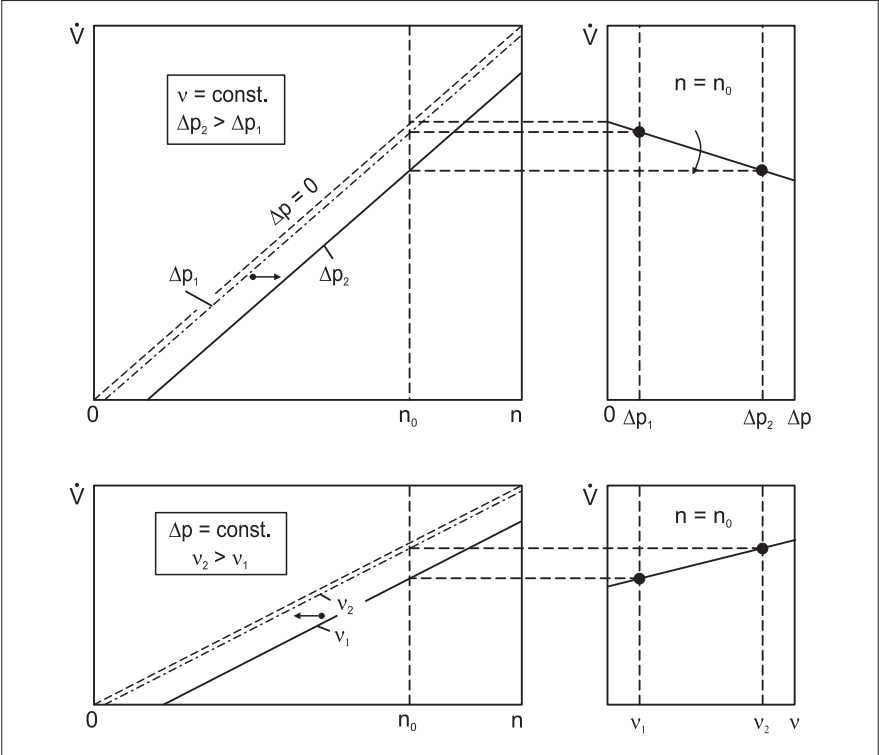 V̇
ν = const.
Δp₂ > Δp₁
Δp = 0
Δp₁
Δp₂
0
n₀
n
V̇
n = n₀
0
Δp₁
Δp₂
Δp
V̇
Δp = const.
ν₂ > ν₁
ν₂
ν₁
0
n₀
n
V̇
n = n₀
ν₁
ν₂
ν